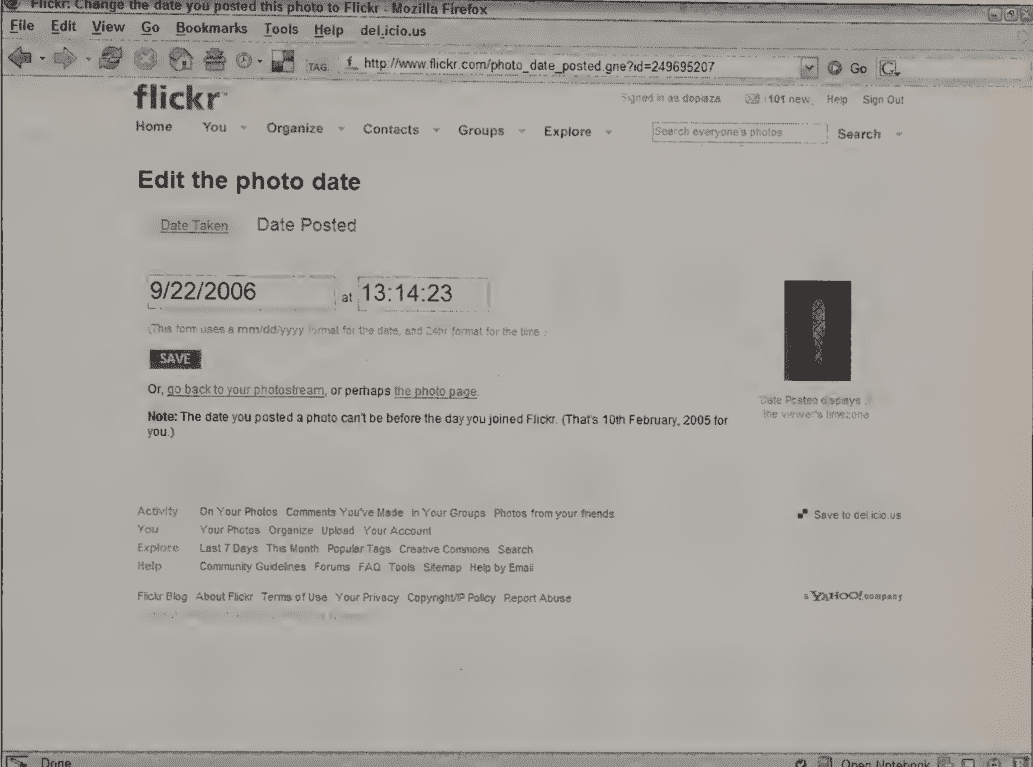 Flickr: Change the date you posted this photo to Flickr - Mozilla Firefox
File Edit View Go Bookmarks Tools Help del.icio.us
TAG http://www.flickr.com/photo_date_posted.gne?id=249695207 Go
flickr
Signed in as dopiaza 101 new Help Sign Out
Home You Organize Contacts Groups Explore Search everyone's photos Search
Edit the photo date
Date Taken Date Posted
9/22/2006 at 13:14:23
(This form uses a mm/dd/yyyy format for the date, and 24hr format for the time.
SAVE
Or, go back to your photostream, or perhaps the photo page.
Date Posted displays
the viewer's timezone
Note: The date you posted a photo can't be before the day you joined Flickr. (That's 10th February, 2005 for
you.)
Activity On Your Photos Comments You've Made In Your Groups Photos from your friends
Save to del.icio.us
You Your Photos Organize Upload Your Account
Explore Last 7 Days This Month Popular Tags Creative Commons Search
Help Community Guidelines Forums FAQ Tools Sitemap Help by Email
Flickr Blog About Flickr Terms of Use Your Privacy Copyright/IP Policy Report Abuse
a YAHOO! company
Done Open Notebook